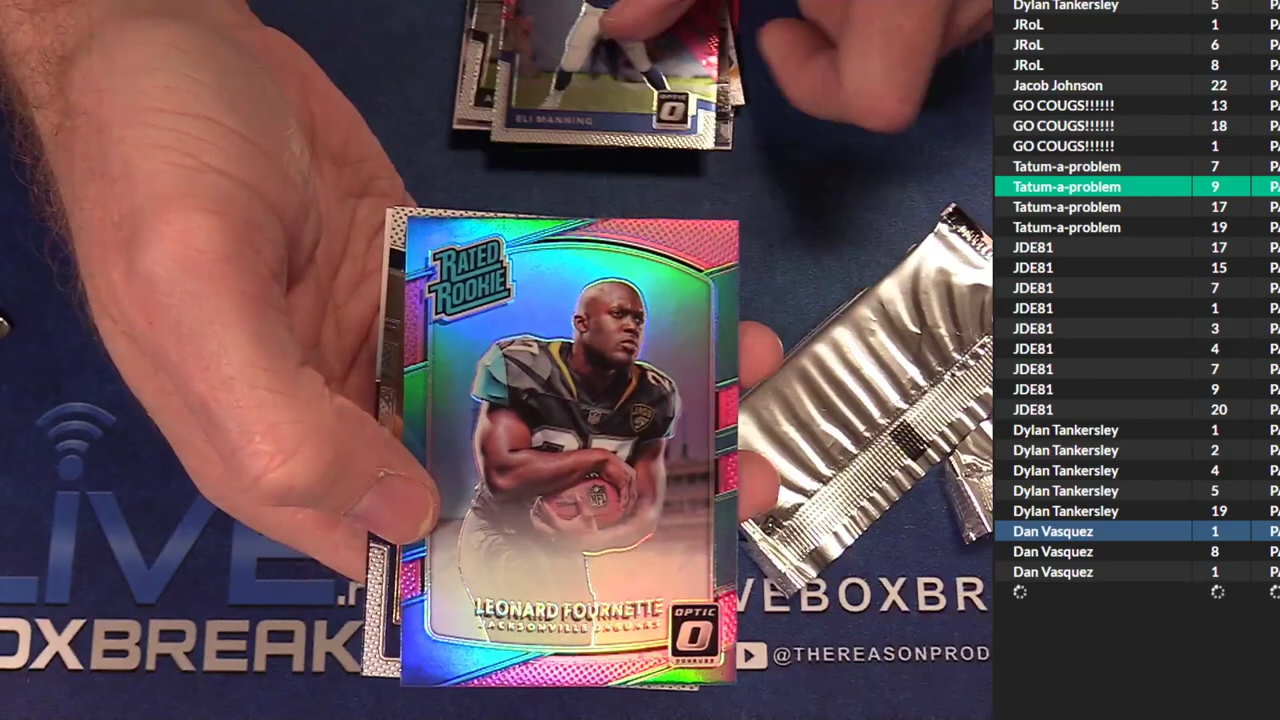 OPTIC
ELI MANNING
RATED
ROOKIE
JAGS
NFL
LEONARD FOURNETTE
JACKSONVILLE JAGUARS
OPTIC
DONRUSS
LIVE
BOXBREAK
VEBOXBR
@THEREASONPROD
Dylan Tankersley 5
JRoL 1
JRoL 6
JRoL 8
Jacob Johnson 22
GO COUGS!!!!!! 13
GO COUGS!!!!!! 18
GO COUGS!!!!!! 1
Tatum-a-problem 7
Tatum-a-problem 9
Tatum-a-problem 17
Tatum-a-problem 19
JDE81 17
JDE81 15
JDE81 7
JDE81 1
JDE81 3
JDE81 4
JDE81 7
JDE81 9
JDE81 20
Dylan Tankersley 1
Dylan Tankersley 2
Dylan Tankersley 4
Dylan Tankersley 5
Dylan Tankersley 19
Dan Vasquez 1
Dan Vasquez 8
Dan Vasquez 1